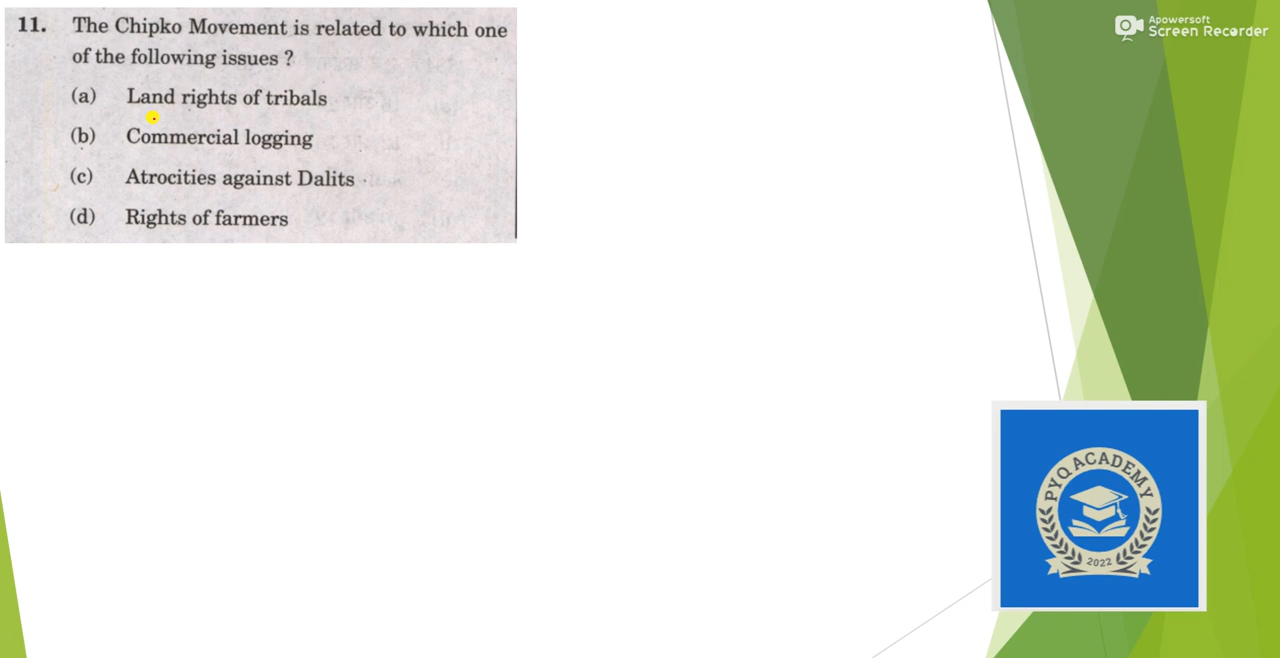 11. The Chipko Movement is related to which one
of the following issues ?
(a) Land rights of tribals
(b) Commercial logging
(c) Atrocities against Dalits
(d) Rights of farmers
Apowersoft
Screen Recorder
PYQ ACADEMY
2022